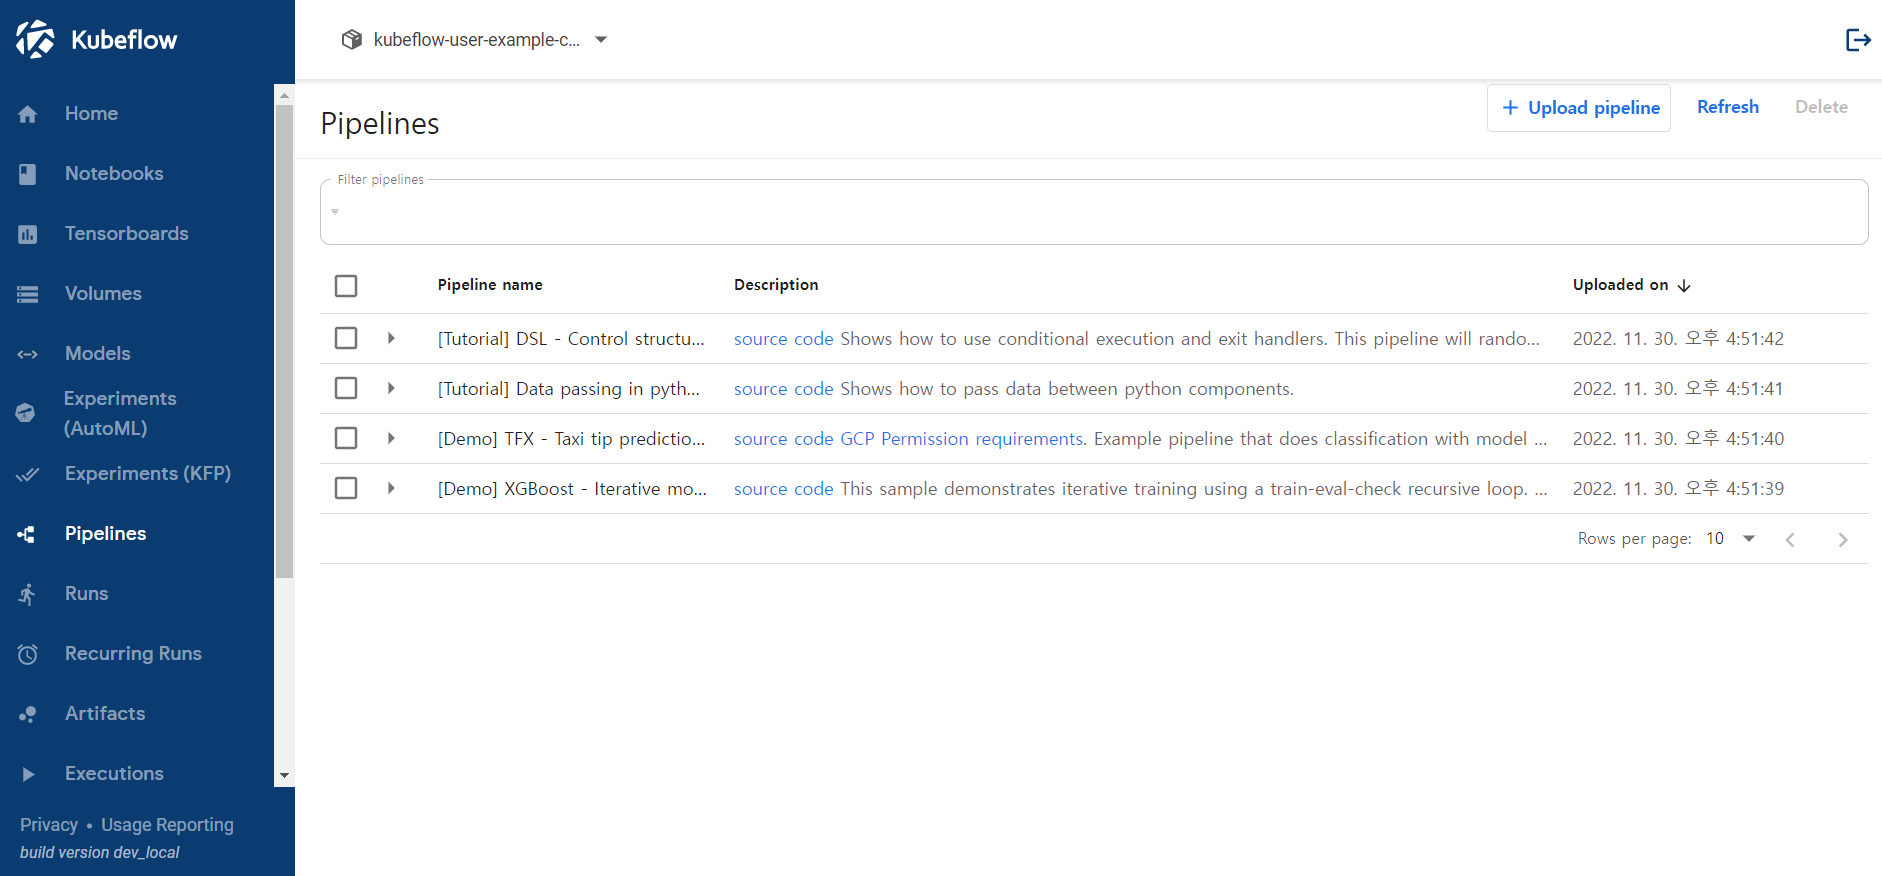 Kubeflow
kubeflow-user-example-c...
Home
Notebooks
Tensorboards
Volumes
Models
Experiments
(AutoML)
Experiments (KFP)
Pipelines
Runs
Recurring Runs
Artifacts
Executions
Privacy • Usage Reporting
build version dev_local
Pipelines
+ Upload pipeline
Refresh
Delete
Filter pipelines
Pipeline name Description Uploaded on
[Tutorial] DSL - Control structu... source code Shows how to use conditional execution and exit handlers. This pipeline will rando... 2022. 11. 30. 오후 4:51:42
[Tutorial] Data passing in pyth... source code Shows how to pass data between python components. 2022. 11. 30. 오후 4:51:41
[Demo] TFX - Taxi tip predictio... source code GCP Permission requirements. Example pipeline that does classification with model ... 2022. 11. 30. 오후 4:51:40
[Demo] XGBoost - Iterative mo... source code This sample demonstrates iterative training using a train-eval-check recursive loop. ... 2022. 11. 30. 오후 4:51:39
Rows per page: 10